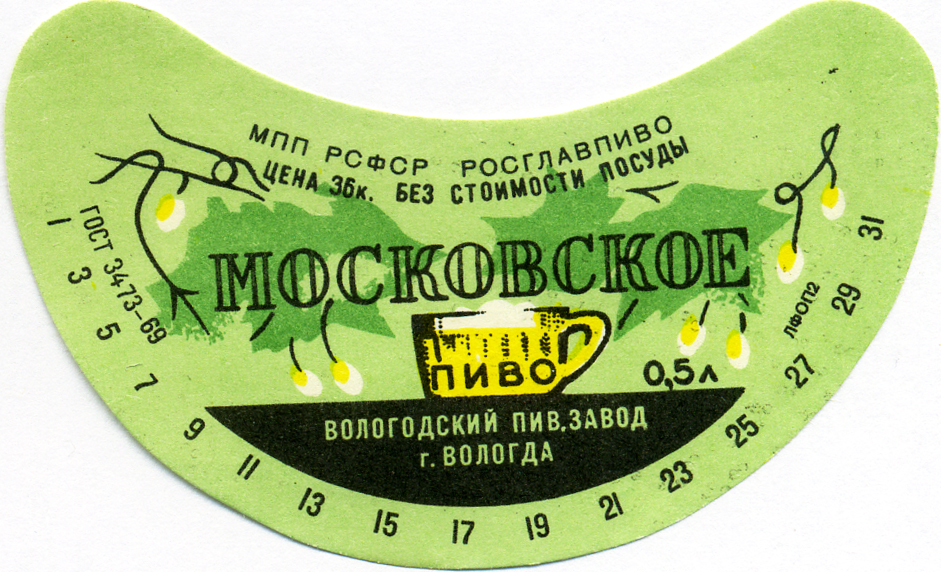 МПП РСФСР РОСГЛАВПИВО
ЦЕНА 36к. БЕЗ СТОИМОСТИ ПОСУДЫ
ГОСТ 3473-69
МОСКОВСКОЕ
ПИВО
0,5л
ЛФОП2
ВОЛОГОДСКИЙ ПИВ.ЗАВОД
г. ВОЛОГДА
1 3 5 7 9 11 13 15 17 19 21 23 25 27 29 31